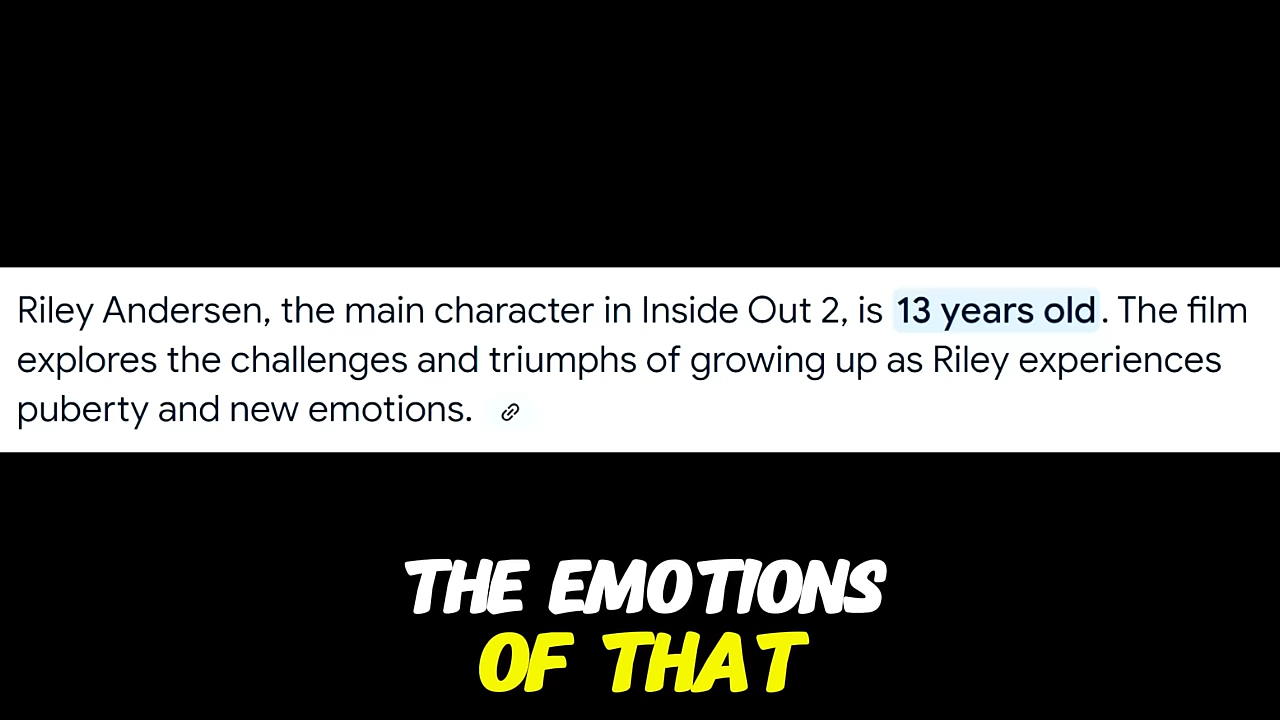 Riley Andersen, the main character in Inside Out 2, is 13 years old. The film
explores the challenges and triumphs of growing up as Riley experiences
puberty and new emotions.
THE EMOTIONS
OF THAT